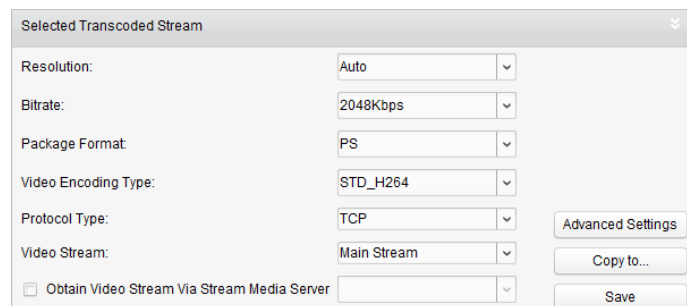 Selected Transcoded Stream
Resolution: Auto
Bitrate: 2048Kbps
Package Format: PS
Video Encoding Type: STD_H264
Protocol Type: TCP
Advanced Settings
Video Stream: Main Stream
Copy to...
Obtain Video Stream Via Stream Media Server
Save